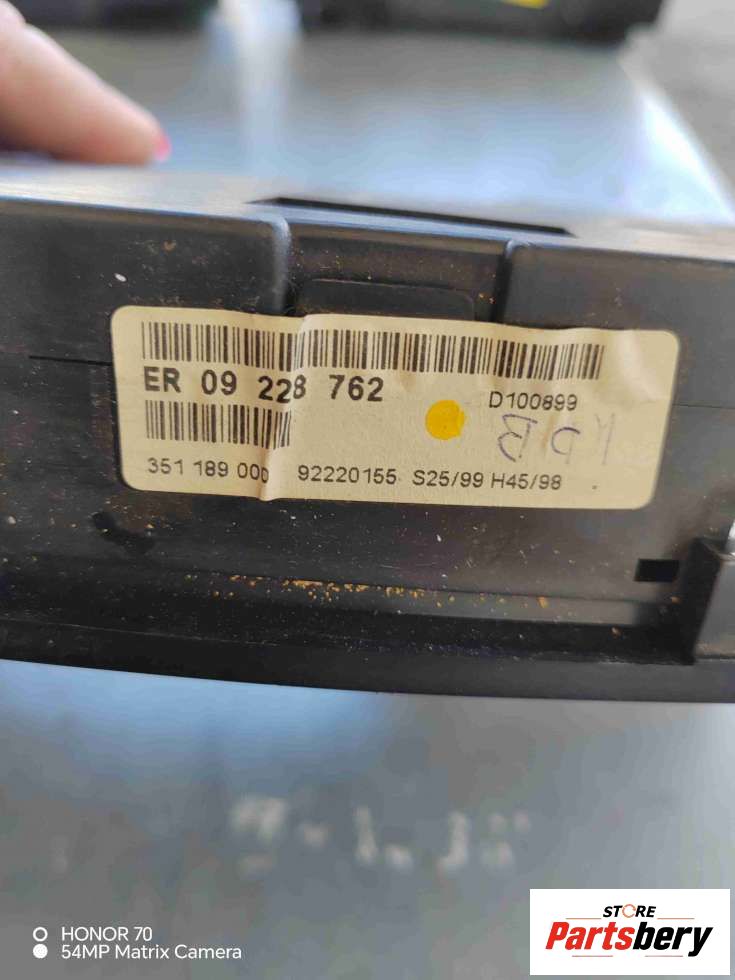 ER 09 228 762
D100899
351 189 000 92220155 S25/99 H45/98
HONOR 70
54MP Matrix Camera
STORE
Partsbery